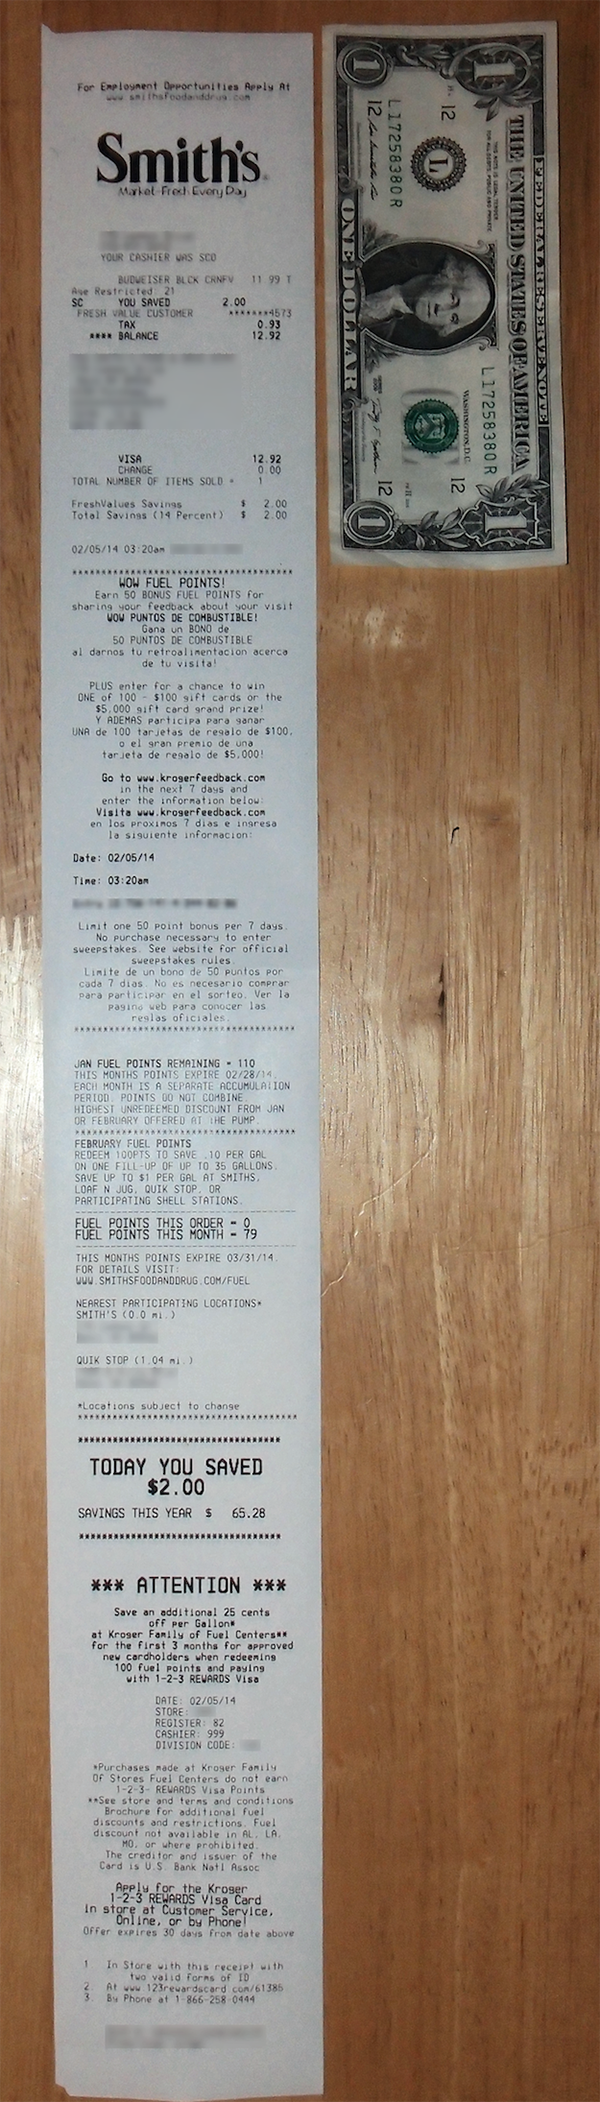 For Employment Opportunities Apply At
www.smithsfoodanddrug.com
Smith's
Market-Fresh Every Day
YOUR CASHIER WAS SCO
BUDWEISER BLCK CRNFV 11.99 T
Age Restricted: 21
SC YOU SAVED 2.00
FRESH VALUE CUSTOMER *******4573
TAX 0.93
**** BALANCE 12.92
VISA 12.92
CHANGE 0.00
TOTAL NUMBER OF ITEMS SOLD = 1
FreshValues Savings $ 2.00
Total Savings (14 Percent) $ 2.00
02/05/14 03:20am
************************************
WOW FUEL POINTS!
Earn 50 BONUS FUEL POINTS for
sharing your feedback about your visit
WOW PUNTOS DE COMBUSTIBLE!
Gana un BONO de
50 PUNTOS DE COMBUSTIBLE
al darnos tu retroalimentacion acerca
de tu visita!
PLUS enter for a chance to win
ONE of 100 - $100 gift cards or the
$5,000 gift card grand prize!
Y ADEMAS participa para ganar
UNA de 100 tarjetas de regalo de $100,
o el gran premio de una
tarjeta de regalo de $5,000!
Go to www.krogerfeedback.com
in the next 7 days and
enter the information below:
Visita www.krogerfeedback.com
en los proximos 7 dias e ingresa
la siguiente informacion:
Date: 02/05/14
Time: 03:20am
Limit one 50 point bonus per 7 days.
No purchase necessary to enter
sweepstakes. See website for official
sweepstakes rules.
Limite de un bono de 50 puntos por
cada 7 dias. No es necesario comprar
para participar en el sorteo. Ver la
pagina web para conocer las
reglas oficiales.
************************************
JAN FUEL POINTS REMAINING = 110
THIS MONTHS POINTS EXPIRE 02/28/14.
EACH MONTH IS A SEPARATE ACCUMULATION
PERIOD. POINTS DO NOT COMBINE
HIGHEST UNREDEEMED DISCOUNT FROM JAN
OR FEBRUARY OFFERED AT THE PUMP.
************************************
FEBRUARY FUEL POINTS
REDEEM 100PTS TO SAVE .10 PER GAL
ON ONE FILL-UP OF UP TO 35 GALLONS.
SAVE UP TO $1 PER GAL AT SMITHS,
LOAF N JUG, QUIK STOP, OR
PARTICIPATING SHELL STATIONS.
FUEL POINTS THIS ORDER = 0
FUEL POINTS THIS MONTH = 79
THIS MONTHS POINTS EXPIRE 03/31/14.
FOR DETAILS VISIT:
WWW.SMITHSFOODANDDRUG.COM/FUEL
NEAREST PARTICIPATING LOCATIONS*
SMITH'S (0.0 mi.)
QUIK STOP (1.04 mi.)
*Locations subject to change
************************************
*********************************
TODAY YOU SAVED
$2.00
SAVINGS THIS YEAR $ 65.28
*********************************
*** ATTENTION ***
Save an additional 25 cents
off per Gallon*
at Kroger Family of Fuel Centers**
for the first 3 months for approved
new cardholders when redeeming
100 fuel points and paying
with 1-2-3 REWARDS Visa
DATE: 02/05/14
STORE:
REGISTER: 82
CASHIER: 999
DIVISION CODE:
*Purchases made at Kroger Family
Of Stores Fuel Centers do not earn
1-2-3- REWARDS Visa Points
**See store and terms and conditions
Brochure for additional fuel
discounts and restrictions. Fuel
discount not available in AL, LA,
MO, or where prohibited.
The creditor and issuer of the
Card is U.S. Bank Natl Assoc
Apply for the Kroger
1-2-3 REWARDS Visa Card
In store at Customer Service,
Online, or by Phone!
Offer expires 30 days from date above
1. In Store with this receipt with
two valid forms of ID
2. At www.123rewardscard.com/61385
3. By Phone at 1-866-258-0444
FEDERAL RESERVE NOTE
THE UNITED STATES OF AMERICA
THIS NOTE IS LEGAL TENDER
FOR ALL DEBTS, PUBLIC AND PRIVATE
L 17258380 R
WASHINGTON, D.C.
L 17258380 R
L
12
12
12
12
1
1
1
1
ONE DOLLAR